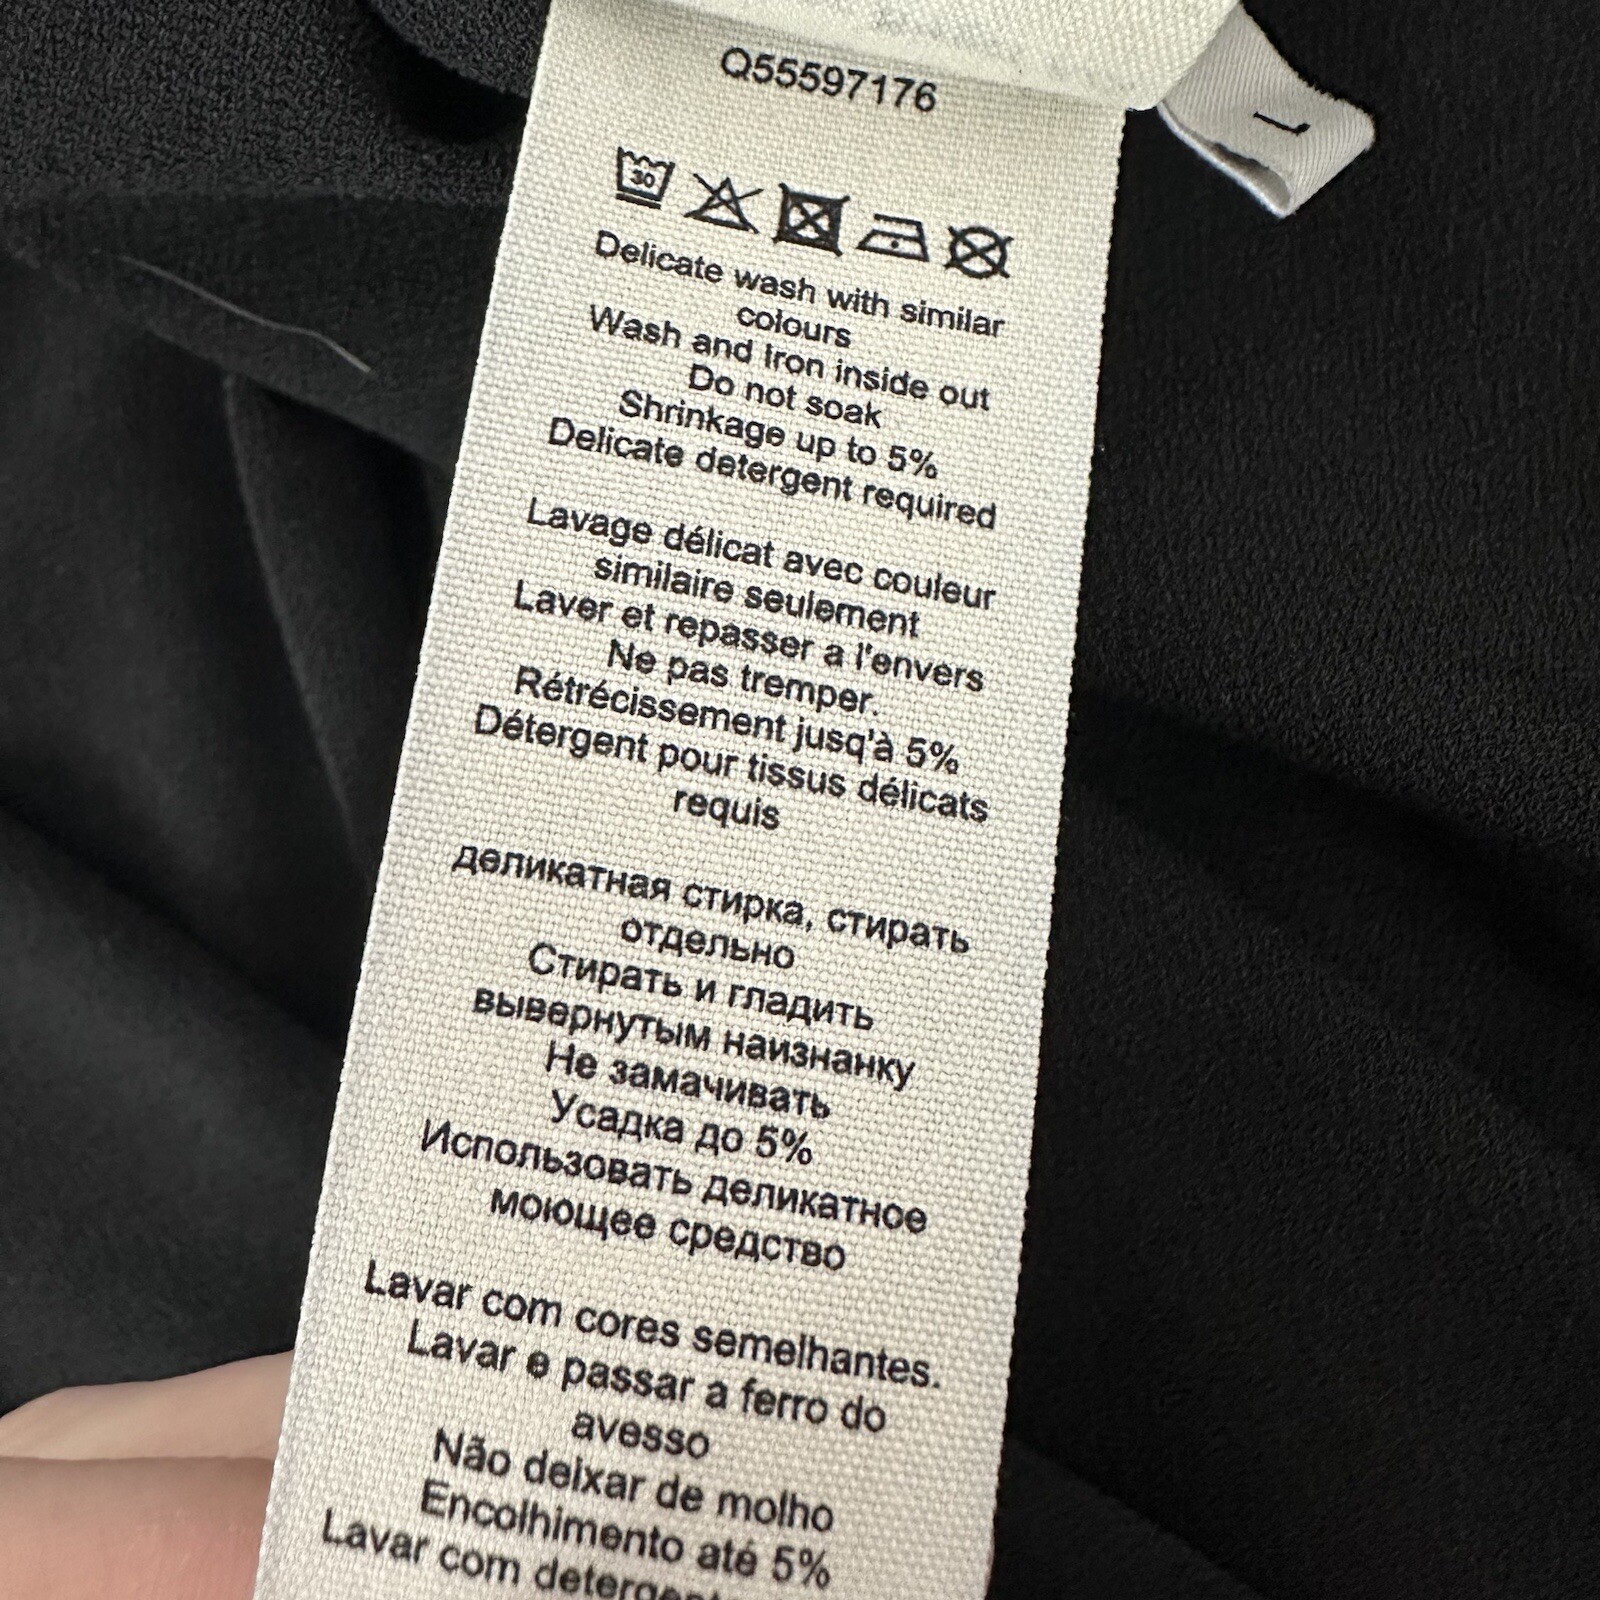 Q55597176
L
30
Delicate wash with similar
colours
Wash and Iron inside out
Do not soak
Shrinkage up to 5%
Delicate detergent required
Lavage délicat avec couleur
similaire seulement
Laver et repasser a l'envers
Ne pas tremper.
Rétrécissement jusq'à 5%
Détergent pour tissus délicats
requis
деликатная стирка, стирать
отдельно
Стирать и гладить
вывернутым наизнанку
Не замачивать
Усадка до 5%
Использовать деликатное
моющее средство
Lavar com cores semelhantes.
Lavar e passar a ferro do
avesso
Não deixar de molho
Encolhimento até 5%
Lavar com